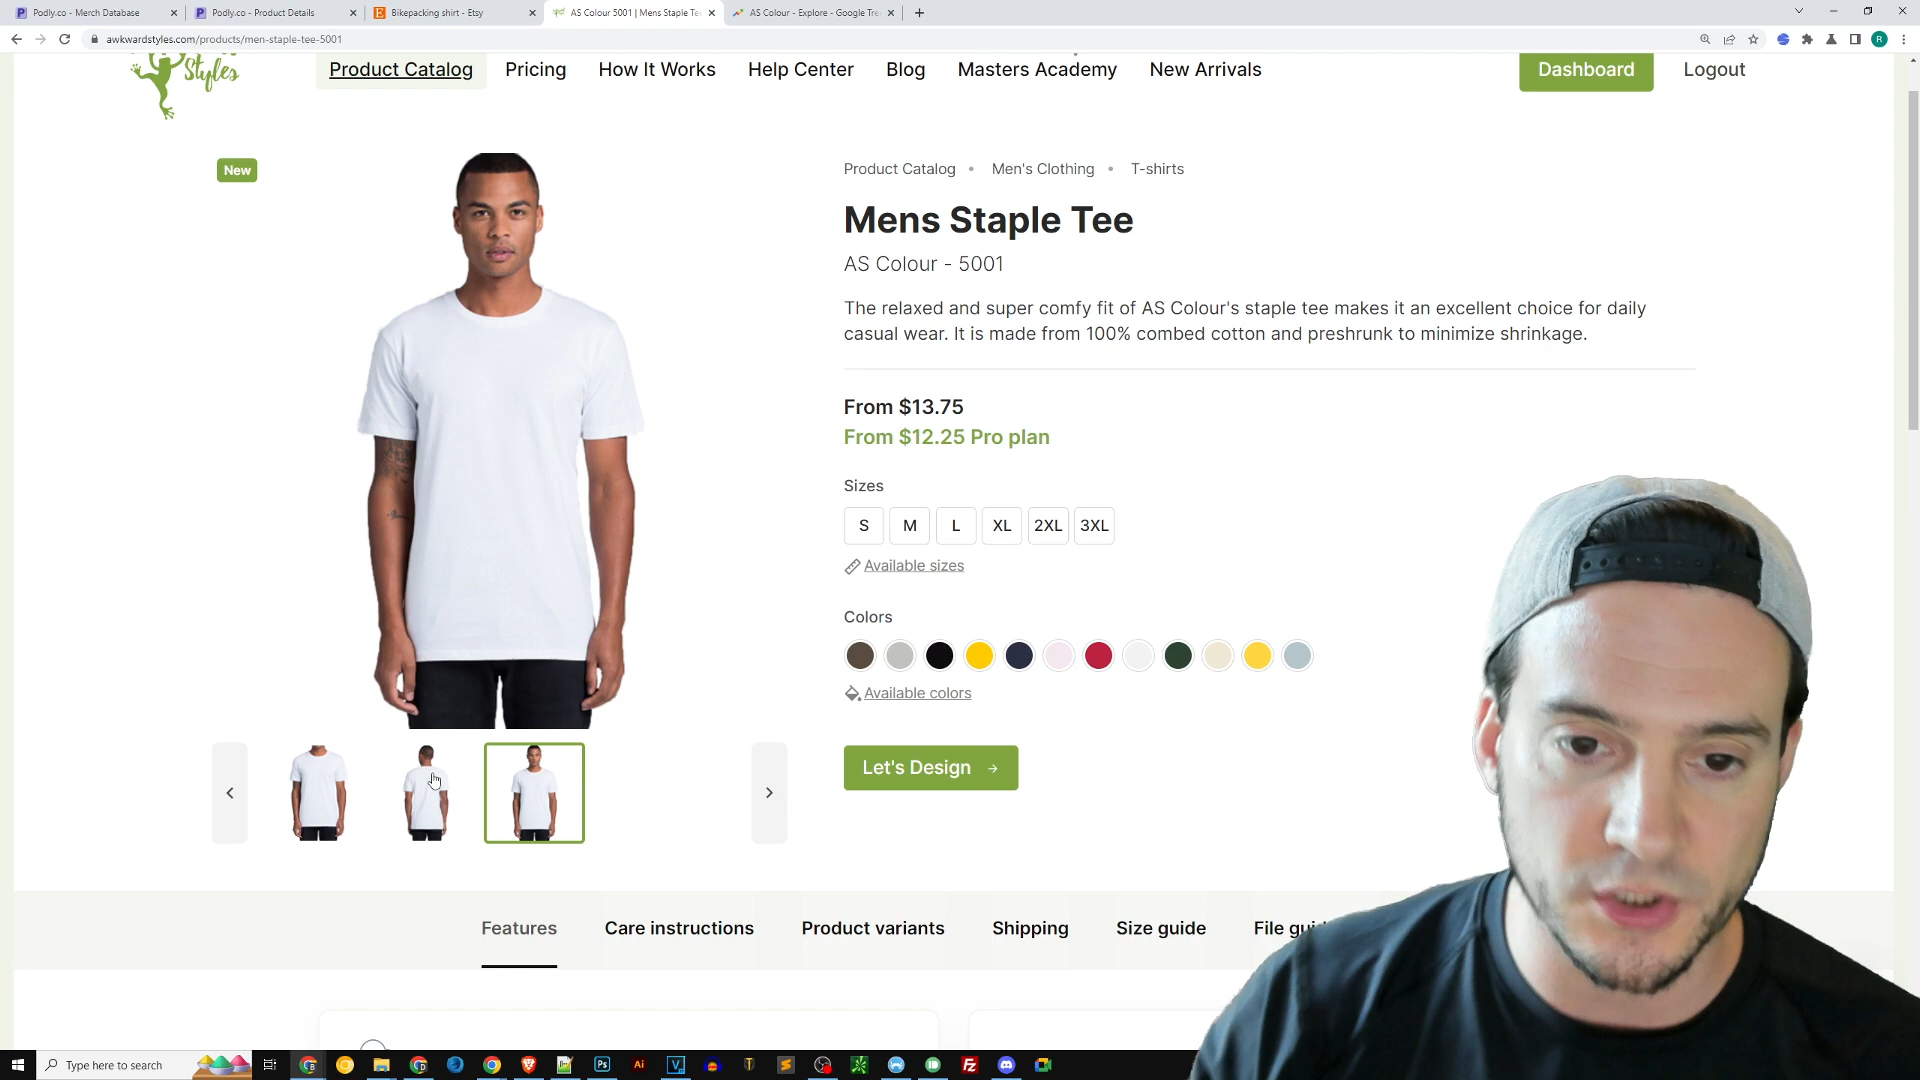 Podly.co - Merch Database
Podly.co - Product Details
Bikepacking shirt - Etsy
AS Colour 5001 | Mens Staple Te
AS Colour - Explore - Google Tre
awkwardstyles.com/products/men-staple-tee-5001
R
Styles
Product Catalog
Pricing
How It Works
Help Center
Blog
Masters Academy
New Arrivals
Dashboard
Logout
New
Product Catalog • Men's Clothing • T-shirts
Mens Staple Tee
AS Colour - 5001
The relaxed and super comfy fit of AS Colour's staple tee makes it an excellent choice for daily
casual wear. It is made from 100% combed cotton and preshrunk to minimize shrinkage.
From $13.75
From $12.25 Pro plan
Sizes
S M L XL 2XL 3XL
Available sizes
Colors
Available colors
Let's Design →
Features
Care instructions
Product variants
Shipping
Size guide
File gui
Type here to search